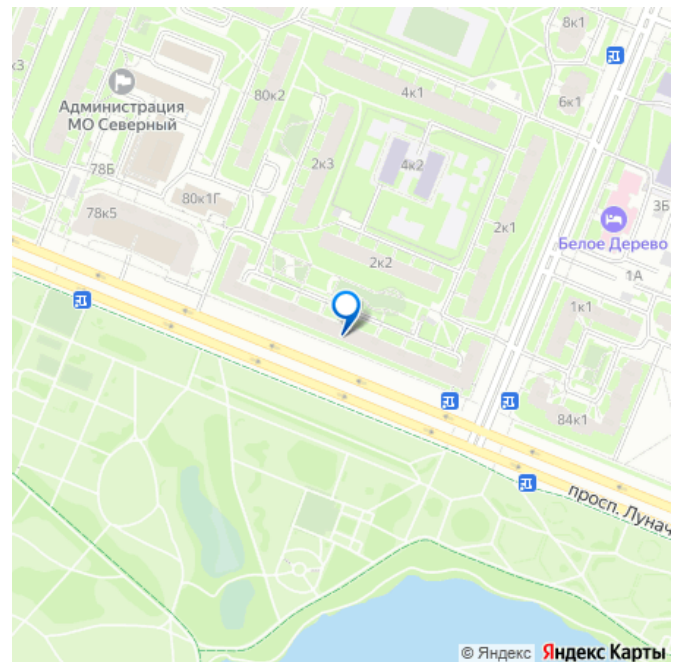 8к1
к3
Администрация
МО Северный
80к2
4к1
6к1
2к3
4к2
78Б
80к1Г
78к5
2к1
3Б
Белое Дерево
2к2
1А
1к1
84к1
просп. Лунач
© Яндекс Яндекс Карты